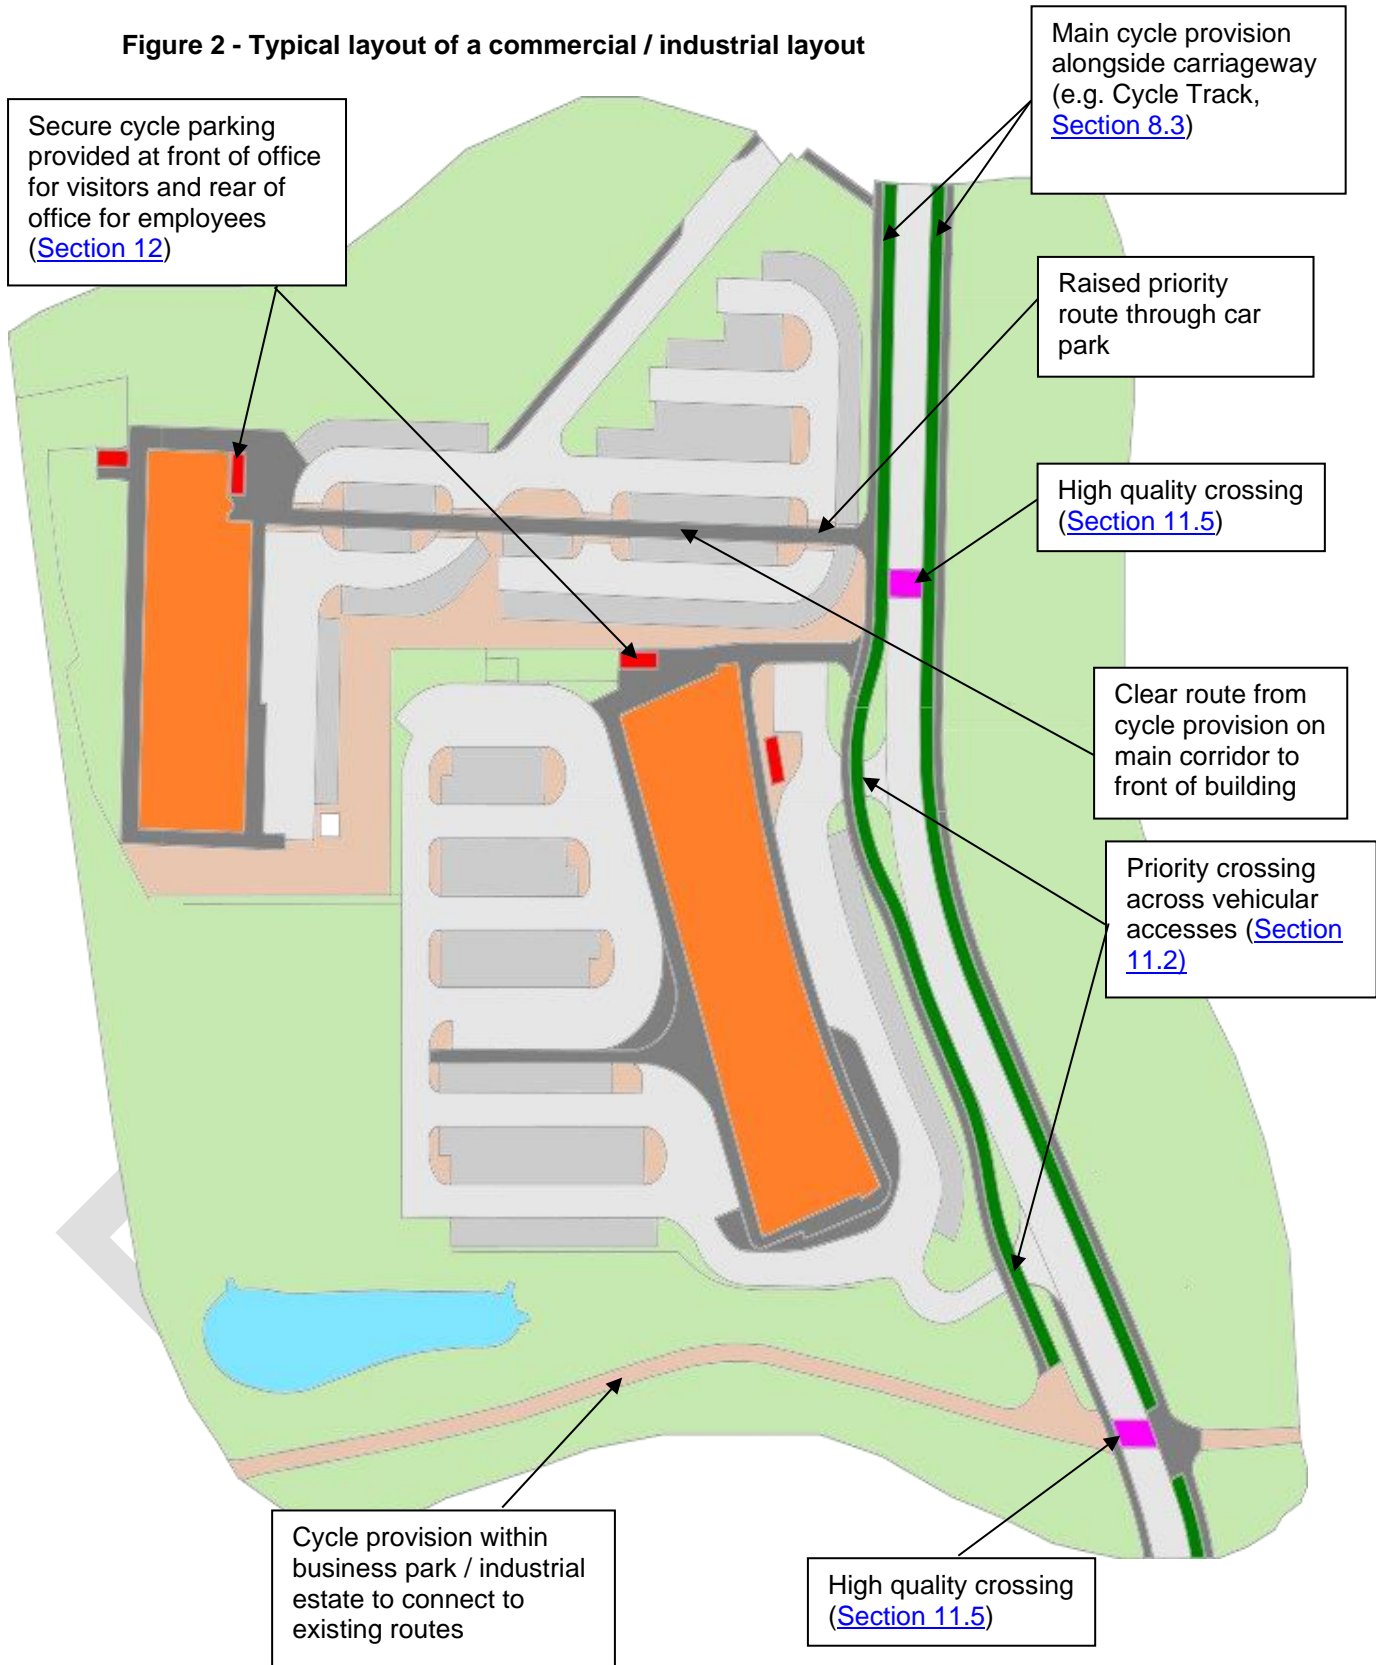 Figure 2 - Typical layout of a commercial / industrial layout
Main cycle provision
alongside carriageway
(e.g. Cycle Track,
Section 8.3)
Secure cycle parking
provided at front of office
for visitors and rear of
office for employees
(Section 12)
Raised priority
route through car
park
High quality crossing
(Section 11.5)
Clear route from
cycle provision on
main corridor to
front of building
Priority crossing
across vehicular
accesses (Section
11.2)
Cycle provision within
business park / industrial
estate to connect to
existing routes
High quality crossing
(Section 11.5)